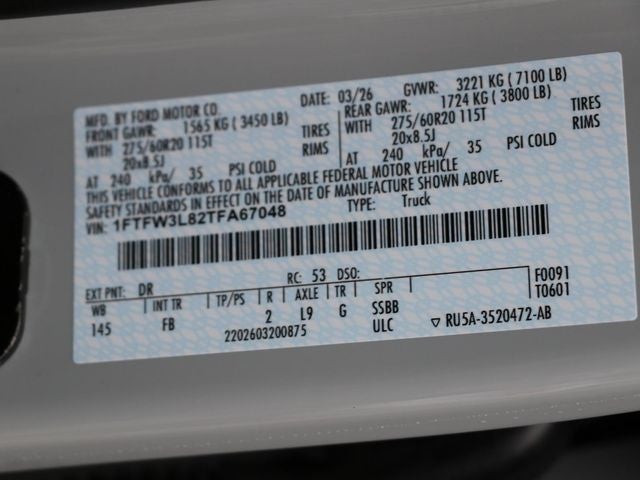 MFD. BY FORD MOTOR CO. DATE: 03/26 GVWR: 3221 KG ( 7100 LB)
FRONT GAWR: 1565 KG ( 3450 LB) REAR GAWR: 1724 KG ( 3800 LB)
WITH 275/60R20 115T TIRES WITH 275/60R20 115T TIRES
20x8.5J RIMS 20x8.5J RIMS
AT 240 kPa/ 35 PSI COLD AT 240 kPa/ 35 PSI COLD
THIS VEHICLE CONFORMS TO ALL APPLICABLE FEDERAL MOTOR VEHICLE
SAFETY STANDARDS IN EFFECT ON THE DATE OF MANUFACTURE SHOWN ABOVE.
VIN: 1FTFW3L82TFA67048 TYPE: Truck
EXT PNT: DR RC: 53 DSO: F0091
WB INT TR TP/PS R AXLE TR SPR T0601
145 FB 2 L9 G SSBB
2202603200875 ULC ▽ RU5A-3520472-AB